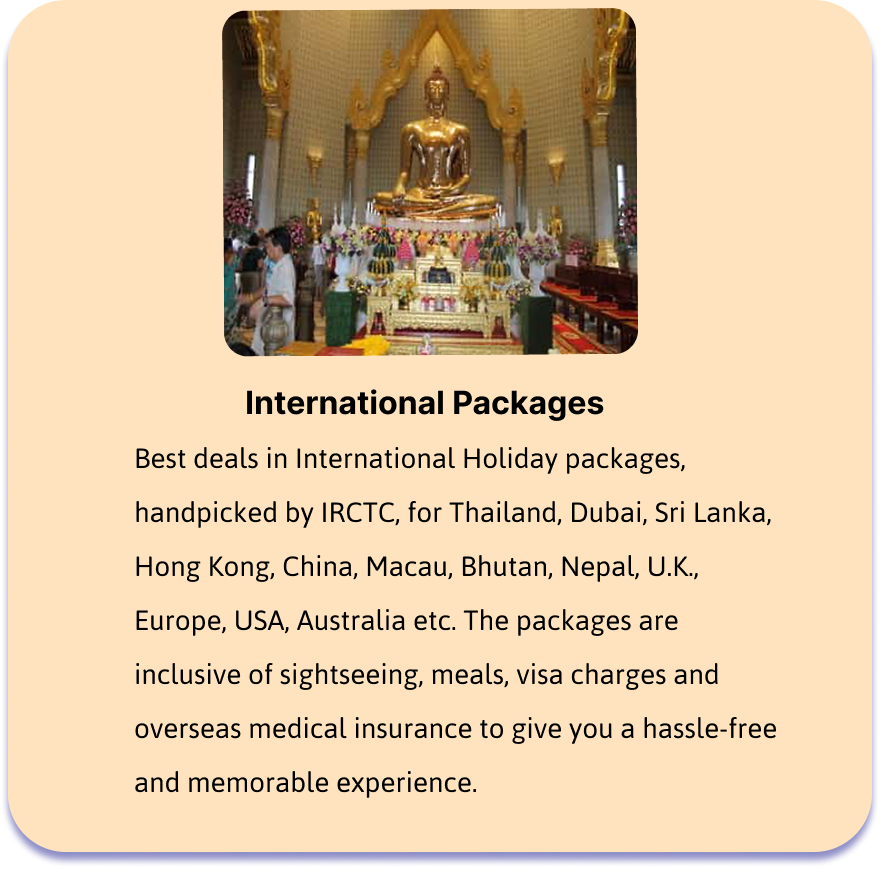 International Packages
Best deals in International Holiday packages,
handpicked by IRCTC, for Thailand, Dubai, Sri Lanka,
Hong Kong, China, Macau, Bhutan, Nepal, U.K.,
Europe, USA, Australia etc. The packages are
inclusive of sightseeing, meals, visa charges and
overseas medical insurance to give you a hassle-free
and memorable experience.